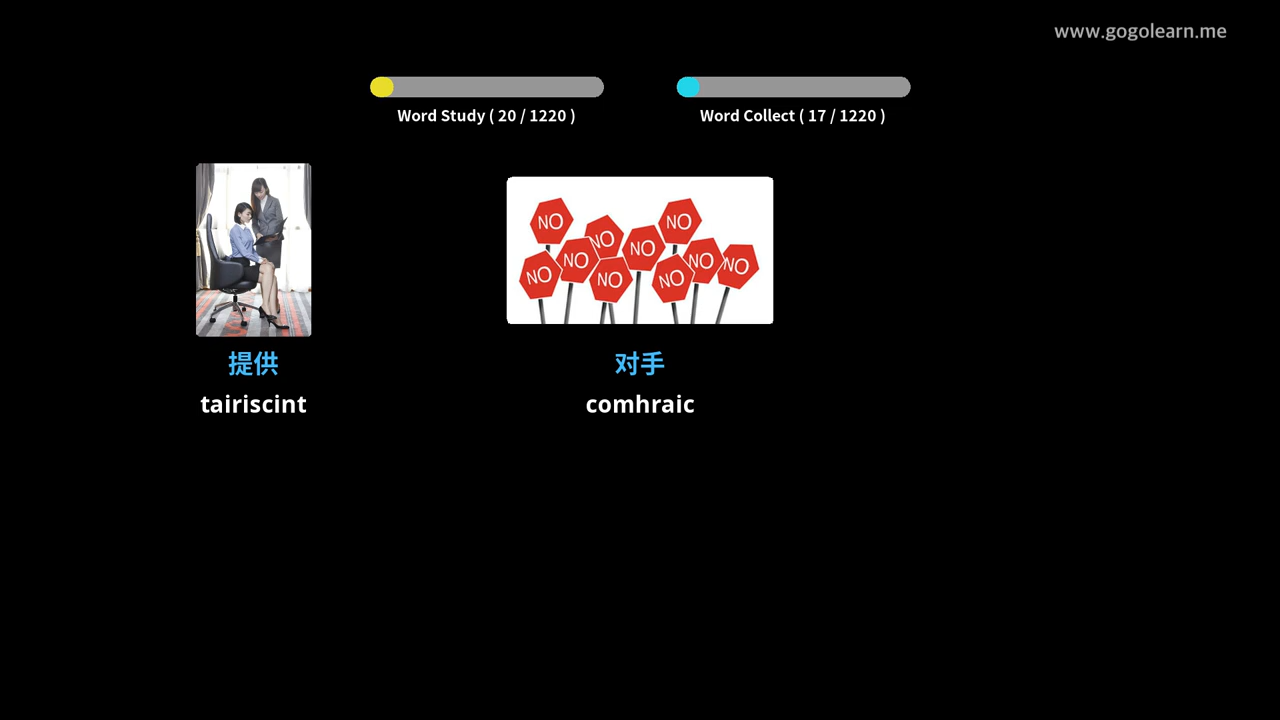 www.gogolearn.me
Word Study ( 20 / 1220 )
Word Collect ( 17 / 1220 )
NO
NO
NO
NO
NO
NO
NO
NO
NO
NO
提供
对手
tairiscint
comhraic